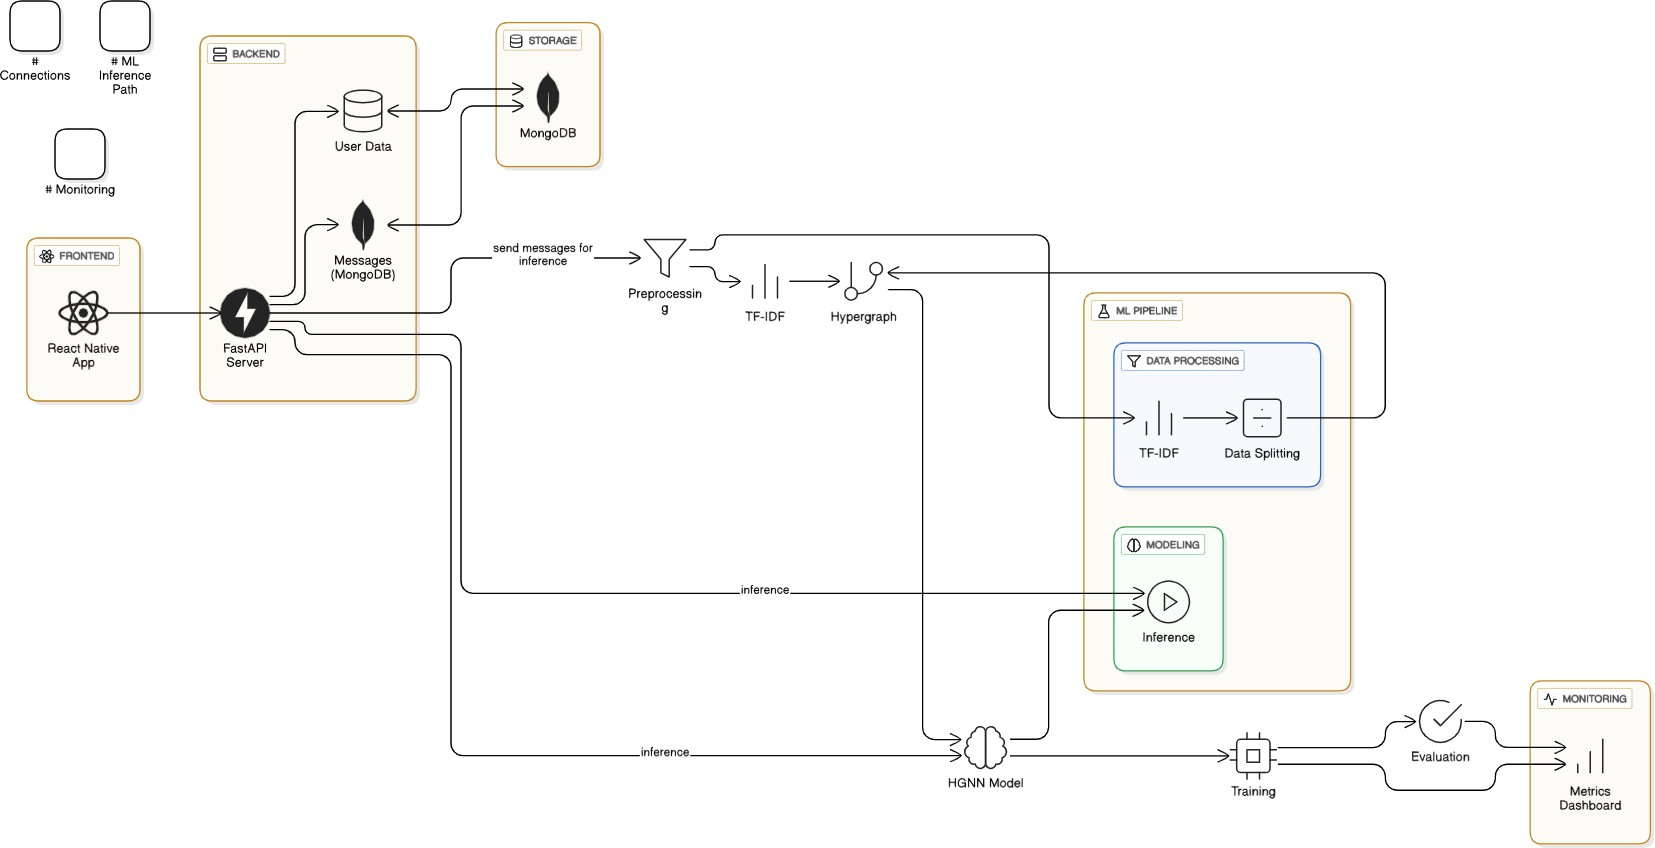 #
Connections
# ML
Inference
Path
# Monitoring
FRONTEND
React Native
App
BACKEND
User Data
Messages
(MongoDB)
FastAPI
Server
STORAGE
MongoDB
send messages for
inference
Preprocessin
g
TF-IDF
Hypergraph
ML PIPELINE
DATA PROCESSING
TF-IDF
Data Splitting
MODELING
Inference
inference
inference
HGNN Model
Training
Evaluation
MONITORING
Metrics
Dashboard